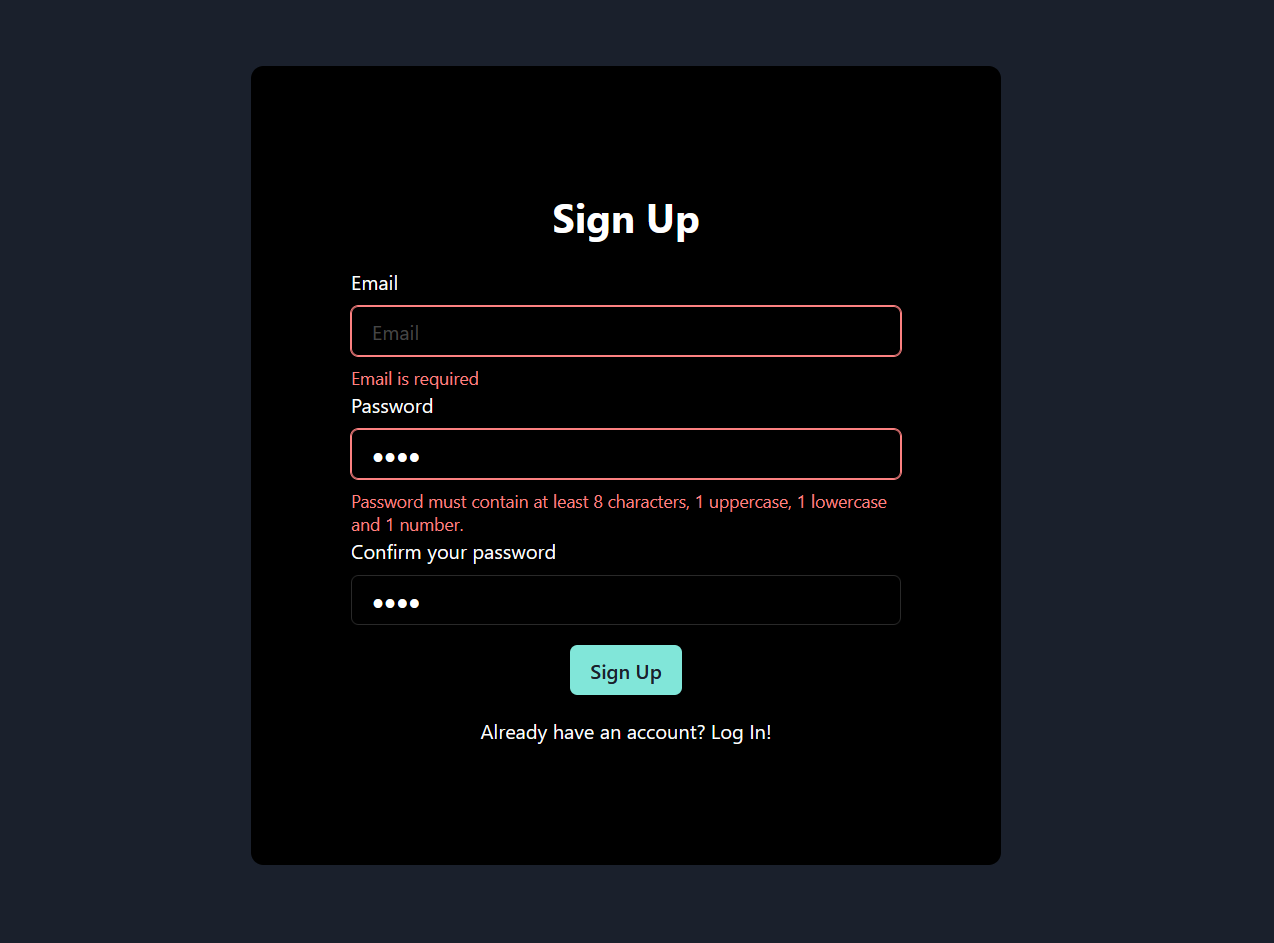 Sign Up
Email
Email
Email is required
Password
●●●●
Password must contain at least 8 characters, 1 uppercase, 1 lowercase
and 1 number.
Confirm your password
●●●●
Sign Up
Already have an account? Log In!